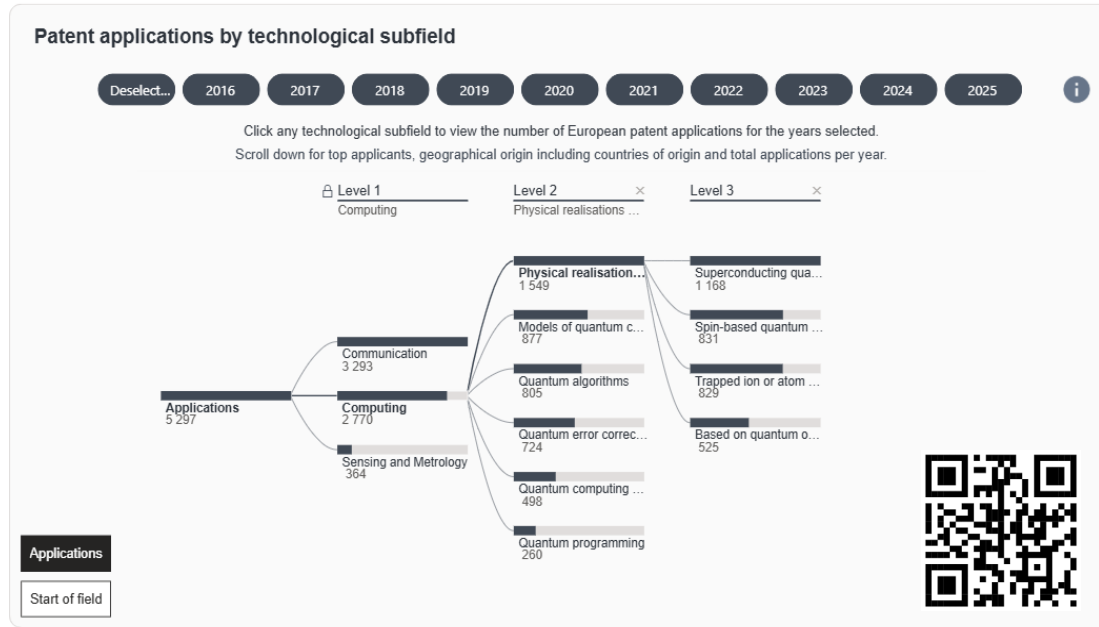 Patent applications by technological subfield
Deselect... 2016 2017 2018 2019 2020 2021 2022 2023 2024 2025 i
Click any technological subfield to view the number of European patent applications for the years selected.
Scroll down for top applicants, geographical origin including countries of origin and total applications per year.
Level 1
Computing
Level 2
Physical realisations ...
Level 3
Applications
5 297
Communication
3 293
Computing
2 770
Sensing and Metrology
364
Physical realisation...
1 549
Models of quantum c...
877
Quantum algorithms
805
Quantum error correc...
724
Quantum computing ...
498
Quantum programming
260
Superconducting qua...
1 168
Spin-based quantum ...
831
Trapped ion or atom ...
829
Based on quantum o...
525
Applications
Start of field